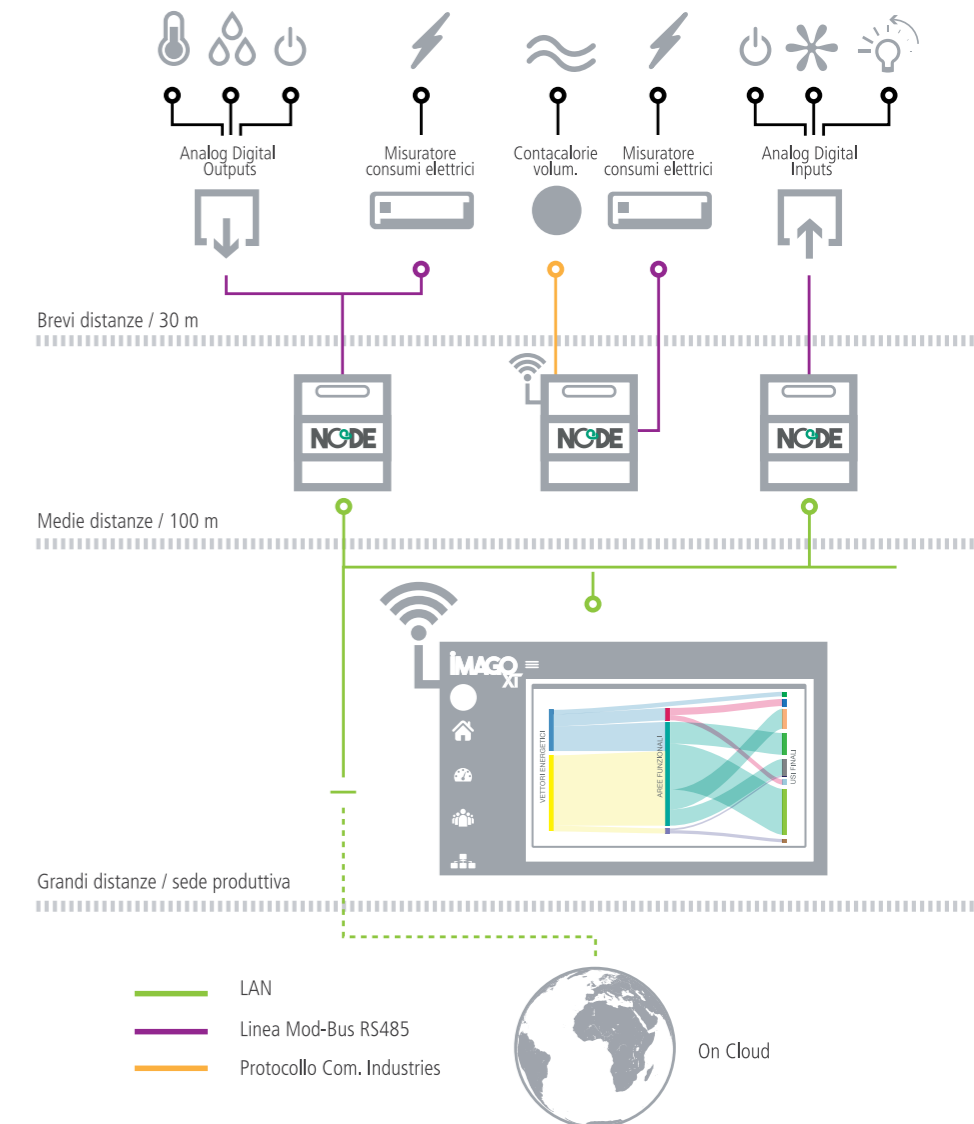 Analog Digital
Outputs
Misuratore
consumi elettrici
Contacalorie
volum.
Misuratore
consumi elettrici
Analog Digital
Inputs
Brevi distanze / 30 m
NODE
NODE
NODE
Medie distanze / 100 m
IMAGO
XT
VETTORI ENERGETICI
AREE FUNZIONALI
USI FINALI
Grandi distanze / sede produttiva
LAN
Linea Mod-Bus RS485
Protocollo Com. Industries
On Cloud